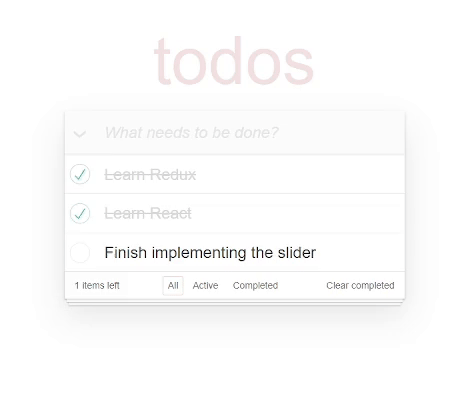 todos
What needs to be done?
Learn Redux
Learn React
Finish implementing the slider
1 items left All Active Completed Clear completed